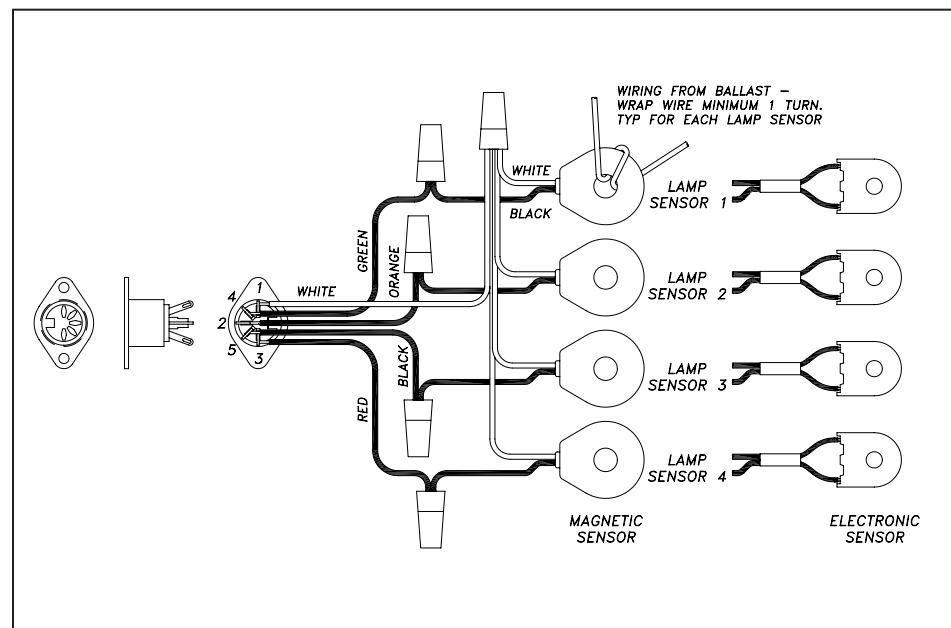 WIRING FROM BALLAST –
WRAP WIRE MINIMUM 1 TURN.
TYP FOR EACH LAMP SENSOR
WHITE
BLACK
LAMP
SENSOR 1
GREEN
ORANGE
WHITE
4
1
2
5
3
LAMP
SENSOR 2
BLACK
RED
LAMP
SENSOR 3
LAMP
SENSOR 4
MAGNETIC
SENSOR
ELECTRONIC
SENSOR